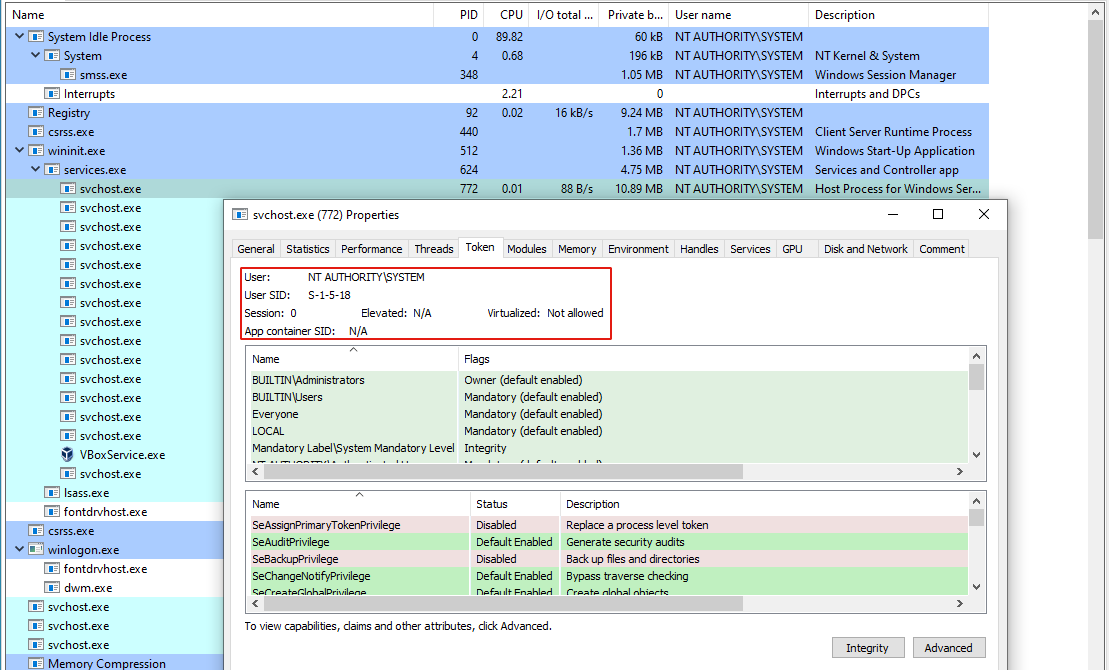 Name PID CPU I/O total ... Private b... User name Description
System Idle Process 0 89.82 60 kB NT AUTHORITY\SYSTEM
System 4 0.68 196 kB NT AUTHORITY\SYSTEM NT Kernel & System
smss.exe 348 1.05 MB NT AUTHORITY\SYSTEM Windows Session Manager
Interrupts 2.21 0 Interrupts and DPCs
Registry 92 0.02 16 kB/s 9.24 MB NT AUTHORITY\SYSTEM
csrss.exe 440 1.7 MB NT AUTHORITY\SYSTEM Client Server Runtime Process
wininit.exe 512 1.36 MB NT AUTHORITY\SYSTEM Windows Start-Up Application
services.exe 624 4.75 MB NT AUTHORITY\SYSTEM Services and Controller app
svchost.exe 772 0.01 88 B/s 10.89 MB NT AUTHORITY\SYSTEM Host Process for Windows Ser...
svchost.exe
svchost.exe
svchost.exe
svchost.exe
svchost.exe
svchost.exe
svchost.exe
svchost.exe
svchost.exe
svchost.exe
svchost.exe
svchost.exe
svchost.exe
VBoxService.exe
svchost.exe
lsass.exe
fontdrvhost.exe
csrss.exe
winlogon.exe
fontdrvhost.exe
dwm.exe
svchost.exe
svchost.exe
svchost.exe
Memory Compression
svchost.exe (772) Properties
General Statistics Performance Threads Token Modules Memory Environment Handles Services GPU Disk and Network Comment
User: NT AUTHORITY\SYSTEM
User SID: S-1-5-18
Session: 0 Elevated: N/A Virtualized: Not allowed
App container SID: N/A
Name Flags
BUILTIN\Administrators Owner (default enabled)
BUILTIN\Users Mandatory (default enabled)
Everyone Mandatory (default enabled)
LOCAL Mandatory (default enabled)
Mandatory Label\System Mandatory Level Integrity
Name Status Description
SeAssignPrimaryTokenPrivilege Disabled Replace a process level token
SeAuditPrivilege Default Enabled Generate security audits
SeBackupPrivilege Disabled Back up files and directories
SeChangeNotifyPrivilege Default Enabled Bypass traverse checking
SeCreateGlobalPrivilege Default Enabled Create global objects
To view capabilities, claims and other attributes, click Advanced.
Integrity Advanced